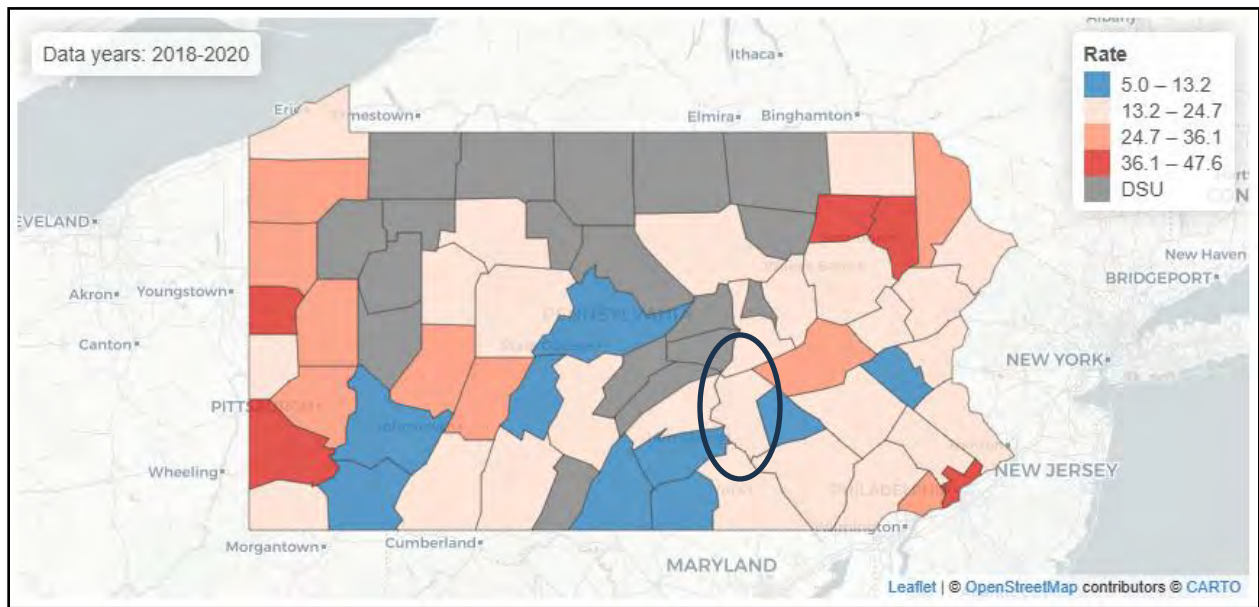 Albany
Data years: 2018-2020
Ithaca
Rate
5.0 – 13.2
13.2 – 24.7
24.7 – 36.1
36.1 – 47.6
DSU
Erie
Elmira
Binghamton
New Haven
BRIDGEPORT
Akron
Youngstown
Canton
PENNSYLVANIA
NEW YORK
PITTSBURGH
Wheeling
NEW JERSEY
PHILADELPHIA
Wilmington
Morgantown
Cumberland
MARYLAND
Leaflet | © OpenStreetMap contributors © CARTO